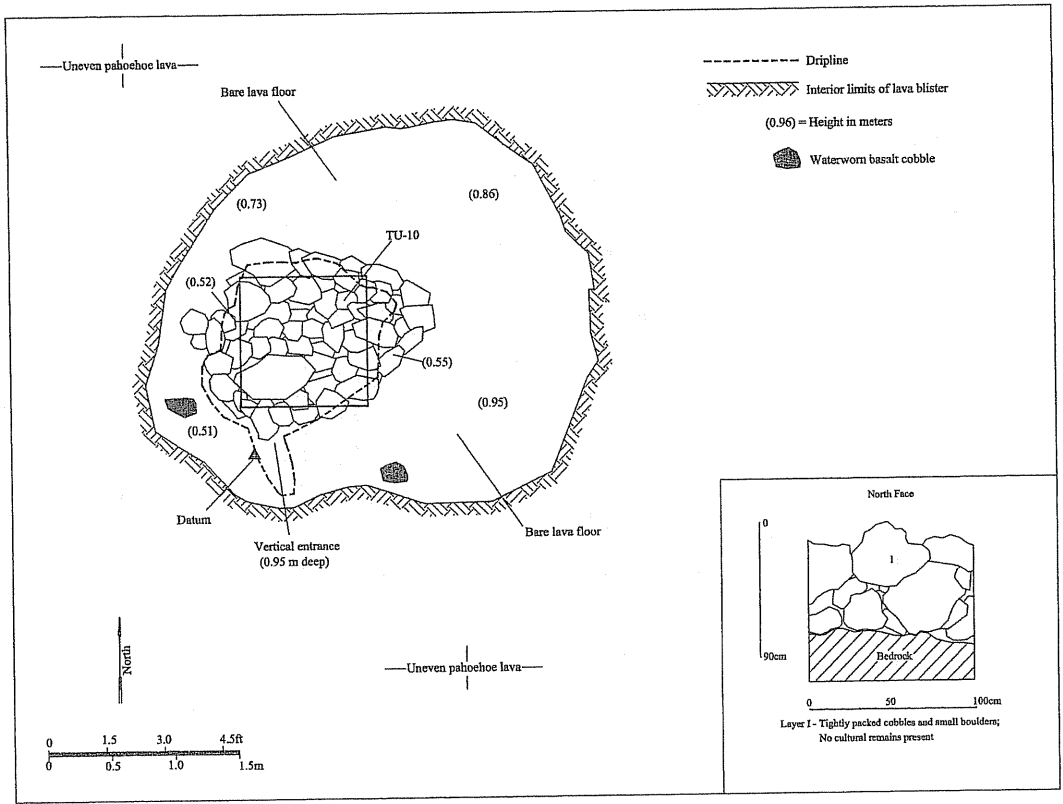 Uneven pahoehoe lava
Bare lava floor
Dripline
Interior limits of lava blister
(0.96) = Height in meters
Waterworn basalt cobble
(0.73)
(0.86)
TU-10
(0.52)
(0.55)
(0.95)
(0.51)
Datum
Vertical entrance
(0.95 m deep)
Bare lava floor
North
Uneven pahoehoe lava
0 1.5 3.0 4.5ft
0 0.5 1.0 1.5m
North Face
0
1
90cm
Bedrock
0 50 100cm
Layer I - Tightly packed cobbles and small boulders;
No cultural remains present